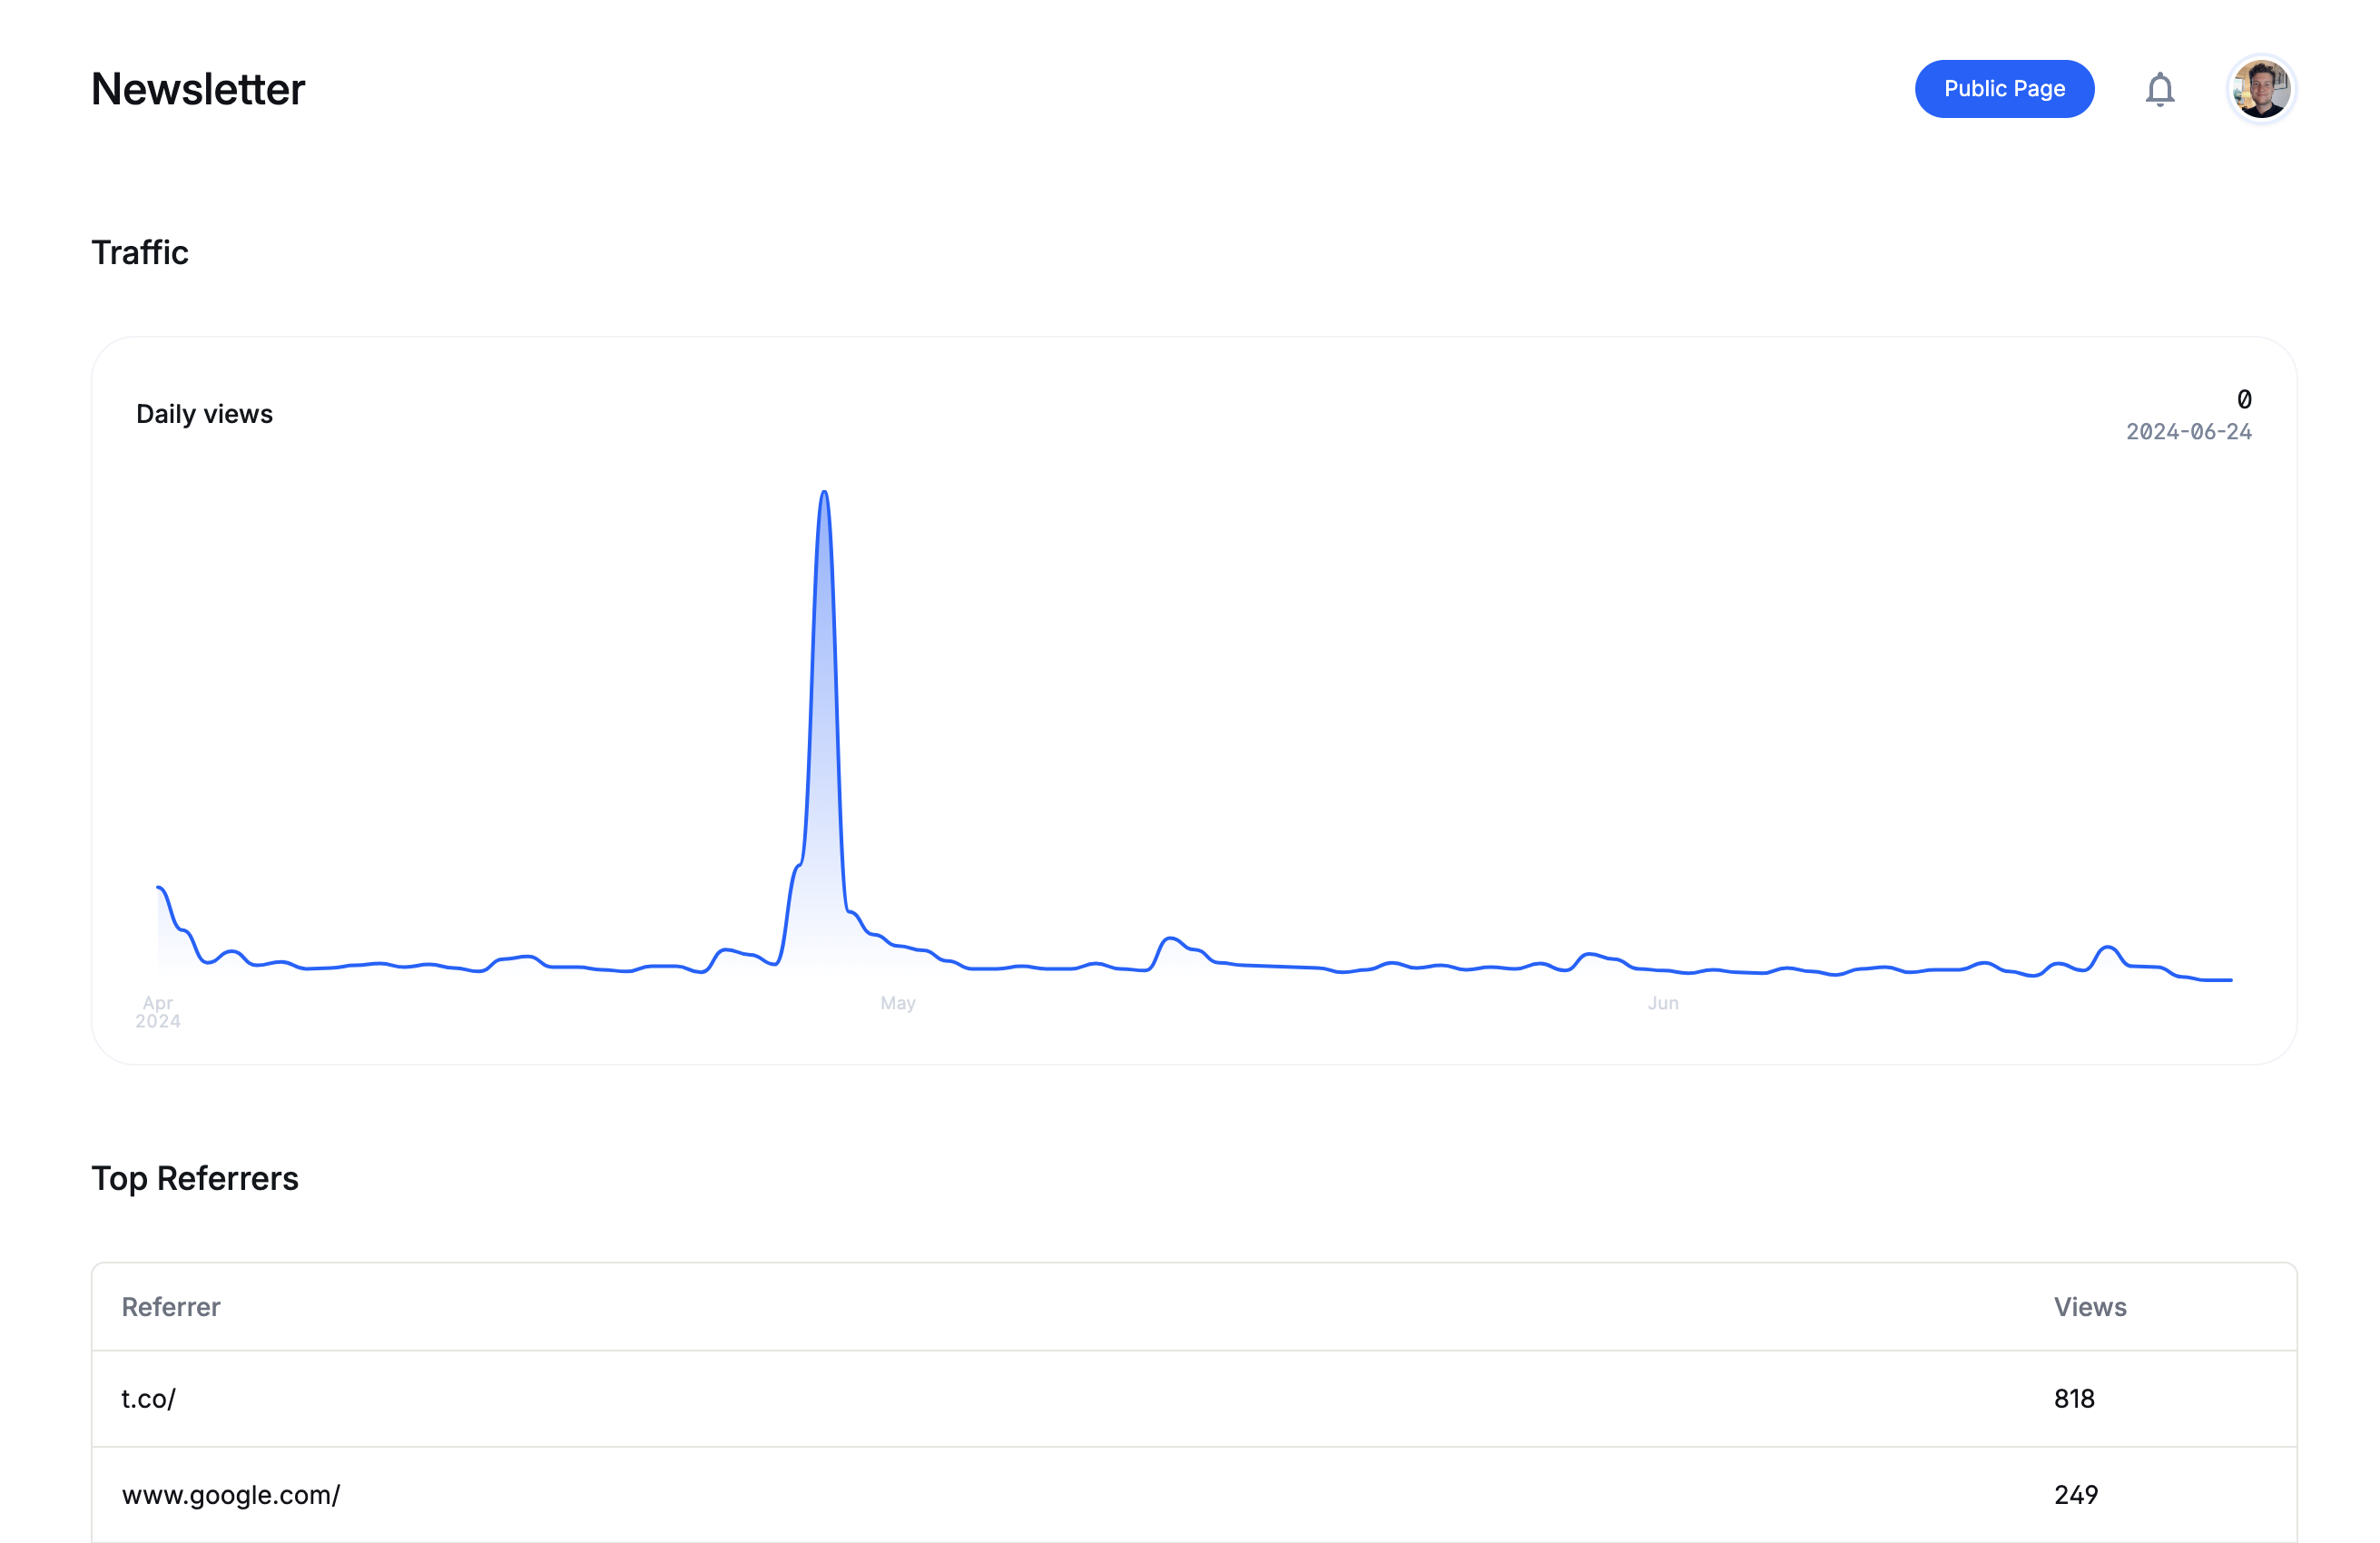 Newsletter
Public Page
Traffic
Daily views
0
2024-06-24
Apr
2024
May
Jun
Top Referrers
Referrer
Views
t.co/
818
www.google.com/
249